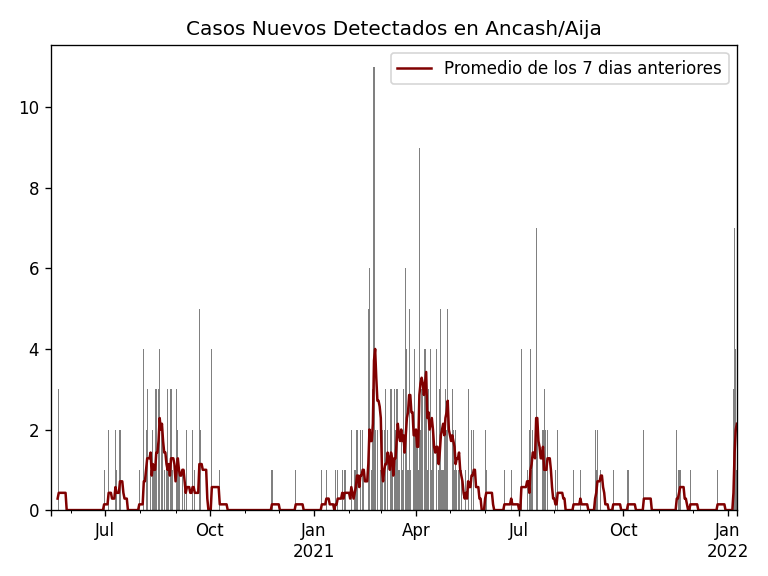 Casos Nuevos Detectados en Ancash/Aija
Promedio de los 7 dias anteriores
10
8
6
4
2
0
Jul
Oct
Jan
2021
Apr
Jul
Oct
Jan
2022